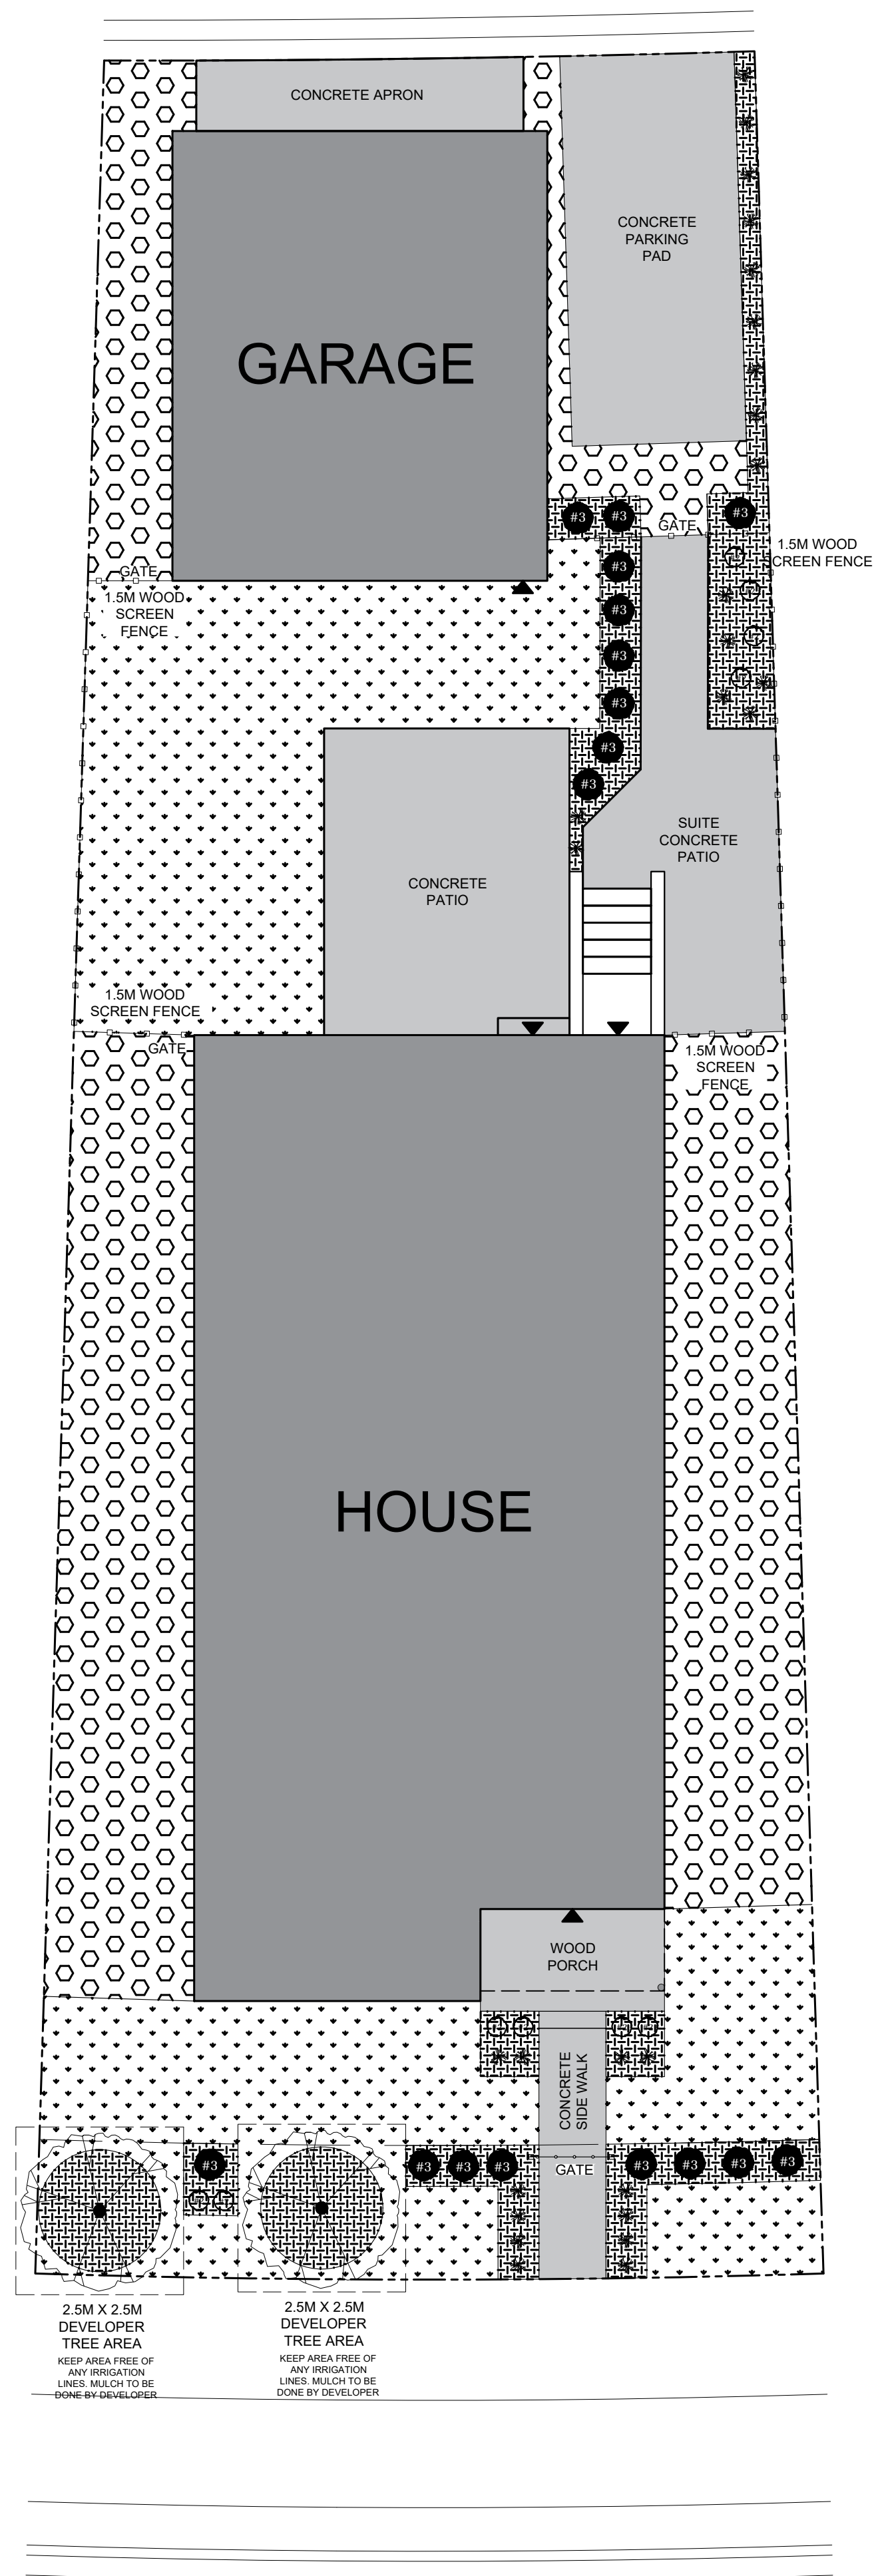 CONCRETE APRON
CONCRETE
PARKING
PAD
GARAGE
#3
#3
GATE
#3
1.5M WOOD
SCREEN FENCE
#3
GATE
1.5M WOOD
SCREEN
FENCE
#3
#3
#3
#3
#3
SUITE
CONCRETE
PATIO
CONCRETE
PATIO
1.5M WOOD
SCREEN FENCE
GATE
1.5M WOOD
SCREEN
FENCE
HOUSE
WOOD
PORCH
CONCRETE
SIDE WALK
#3
#3
#3
#3
#3
#3
#3
#3
GATE
2.5M X 2.5M
DEVELOPER
TREE AREA
KEEP AREA FREE OF
ANY IRRIGATION
LINES. MULCH TO BE
DONE BY DEVELOPER
2.5M X 2.5M
DEVELOPER
TREE AREA
KEEP AREA FREE OF
ANY IRRIGATION
LINES. MULCH TO BE
DONE BY DEVELOPER